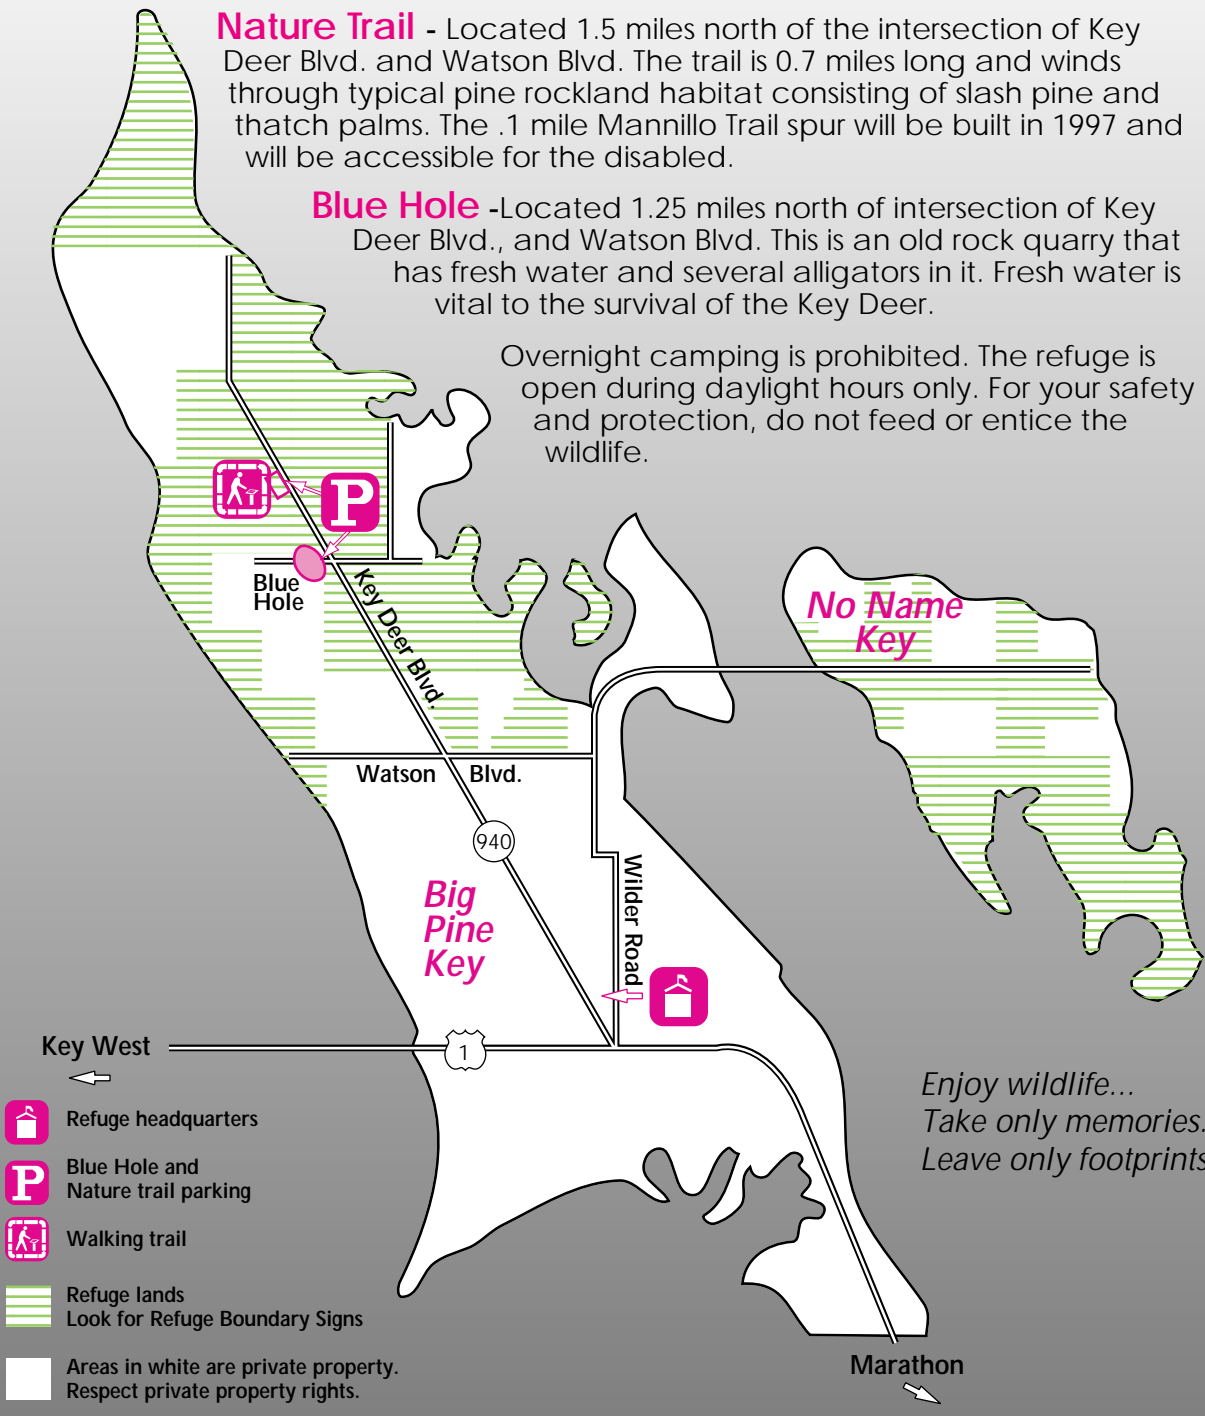 Nature Trail - Located 1.5 miles north of the intersection of Key
Deer Blvd. and Watson Blvd. The trail is 0.7 miles long and winds
through typical pine rockland habitat consisting of slash pine and
thatch palms. The .1 mile Mannillo Trail spur will be built in 1997 and
will be accessible for the disabled.
Blue Hole -Located 1.25 miles north of intersection of Key
Deer Blvd., and Watson Blvd. This is an old rock quarry that
has fresh water and several alligators in it. Fresh water is
vital to the survival of the Key Deer.
Overnight camping is prohibited. The refuge is
open during daylight hours only. For your safety
and protection, do not feed or entice the
wildlife.
P
Blue
Hole
Key Deer Blvd.
No Name
Key
Watson Blvd.
940
Wilder Road
Big
Pine
Key
Key West
1
Enjoy wildlife...
Take only memories.
Leave only footprints
Refuge headquarters
P
Blue Hole and
Nature trail parking
Walking trail
Refuge lands
Look for Refuge Boundary Signs
Areas in white are private property.
Respect private property rights.
Marathon